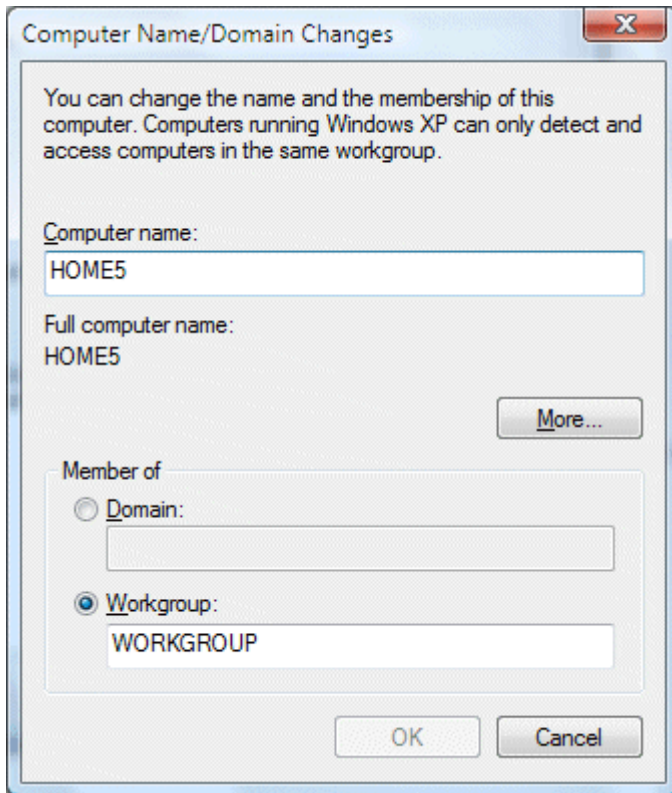 Computer Name/Domain Changes
You can change the name and the membership of this
computer. Computers running Windows XP can only detect and
access computers in the same workgroup.
Computer name:
HOME5
Full computer name:
HOME5
More...
Member of
Domain:
Workgroup:
WORKGROUP
OK Cancel